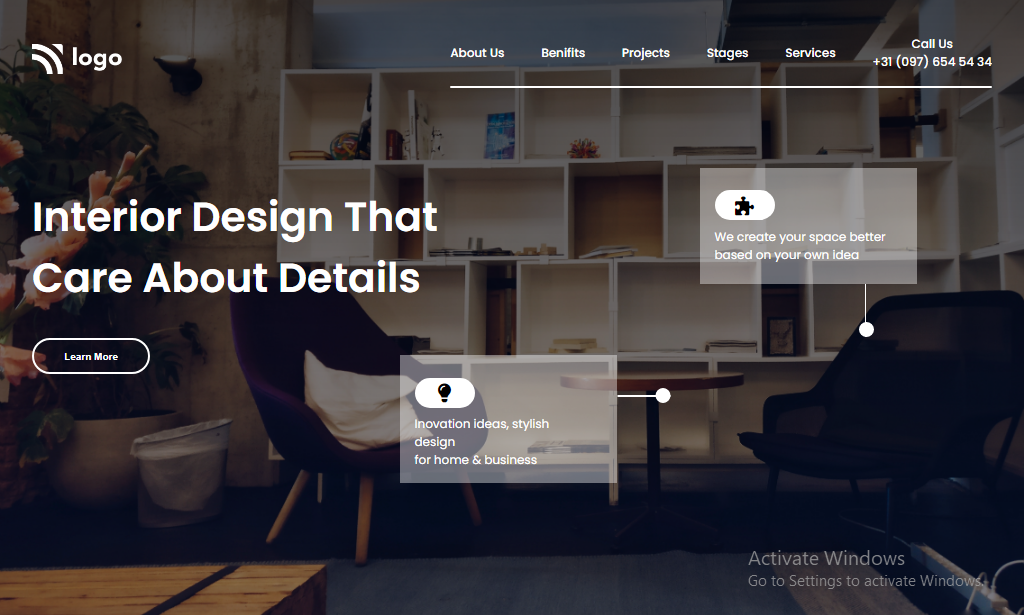 logo
About Us
Benifits
Projects
Stages
Services
Call Us
+31 (097) 654 54 34
Interior Design That
Care About Details
Learn More
We create your space better
based on your own idea
Inovation ideas, stylish
design
for home & business
Activate Windows
Go to Settings to activate Windows.